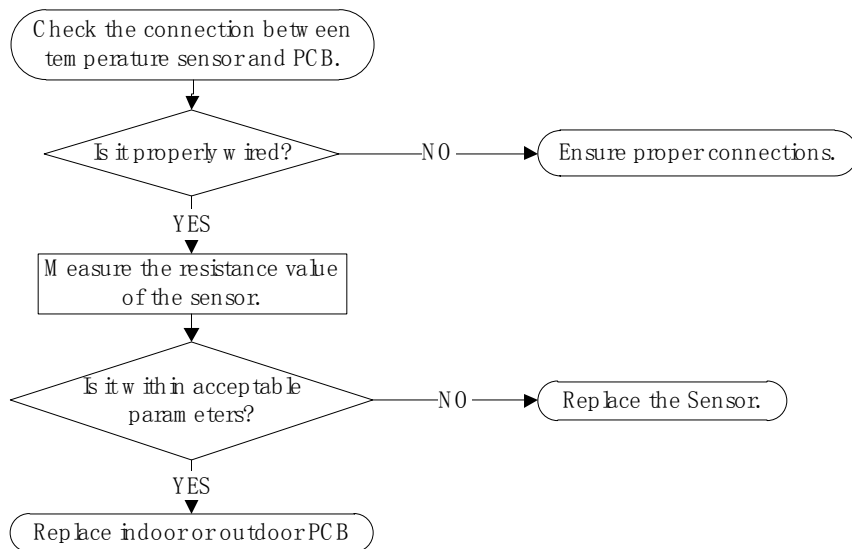 Check the connection between
temperature sensor and PCB.
Is it properly wired?
NO
Ensure proper connections.
YES
Measure the resistance value
of the sensor.
Is it within acceptable
parameters?
NO
Replace the Sensor.
YES
Replace indoor or outdoor PCB